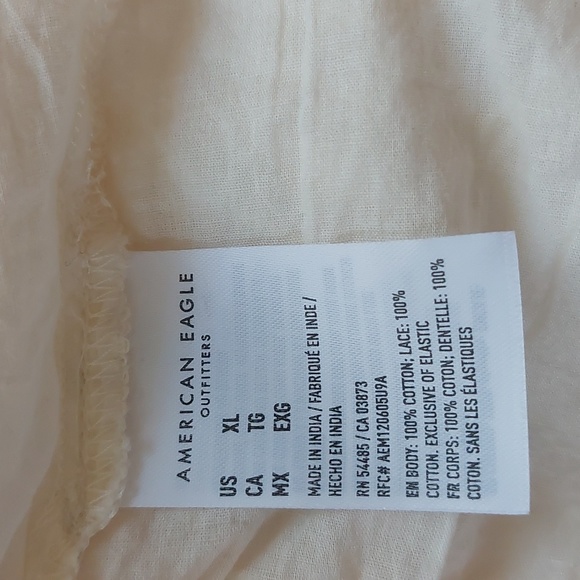 AMERICAN EAGLE
OUTFITTERS
US XL
CA TG
MX EXG
MADE IN INDIA / FABRIQUÉ EN INDE /
HECHO EN INDIA
RN 54485 / CA 03873
RFC# AEM120605U9A
EN BODY: 100% COTTON; LACE: 100%
COTTON. EXCLUSIVE OF ELASTIC
FR CORPS: 100% COTON; DENTELLE: 100%
COTON. SANS LES ÉLASTIQUES